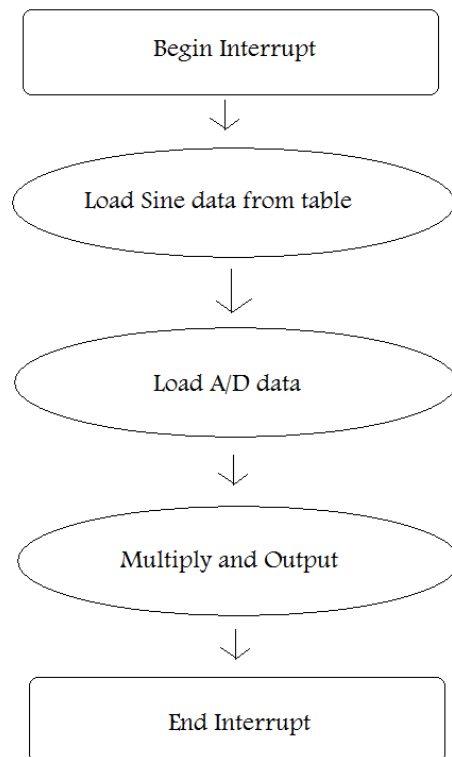 Begin Interrupt
Load Sine data from table
Load A/D data
Multiply and Output
End Interrupt